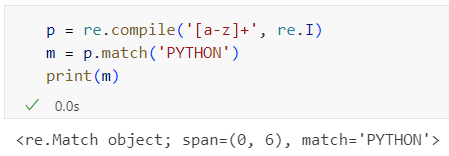 p = re.compile('[a-z]+', re.I)
m = p.match('PYTHON')
print(m)
0.0s
<re.Match object; span=(0, 6), match='PYTHON'>